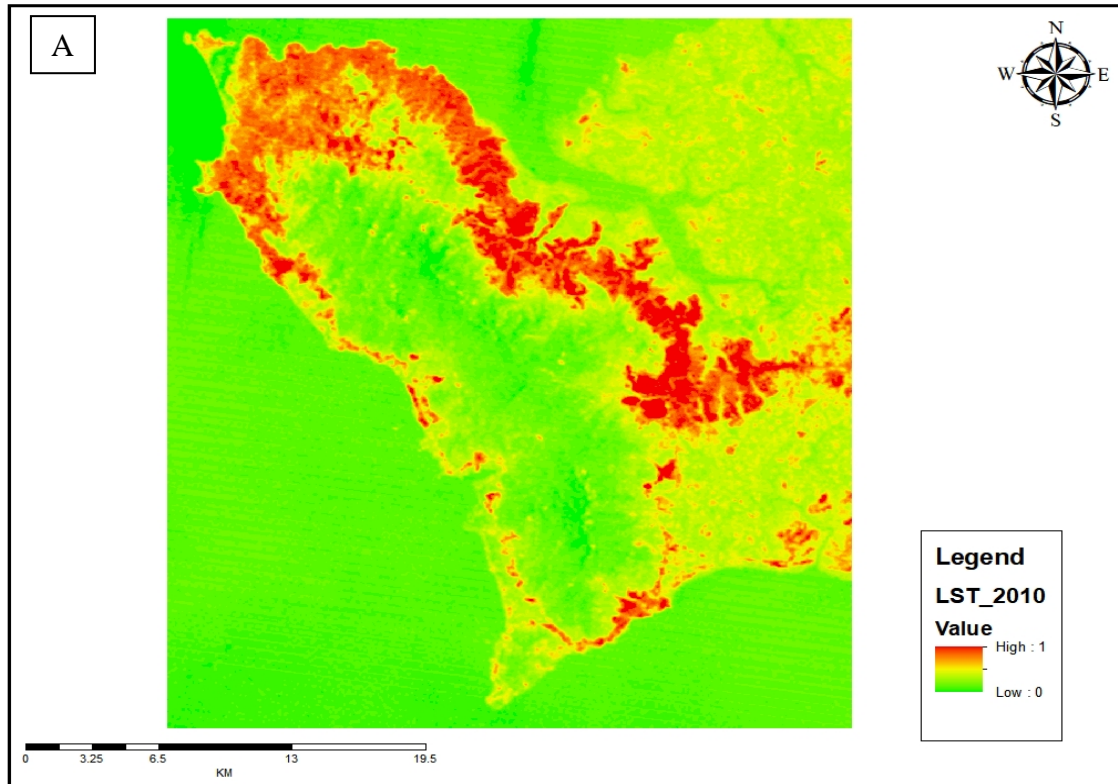 A
N
W E
S
Legend
LST_2010
Value
High : 1
Low : 0
0 3.25 6.5 13 19.5
KM